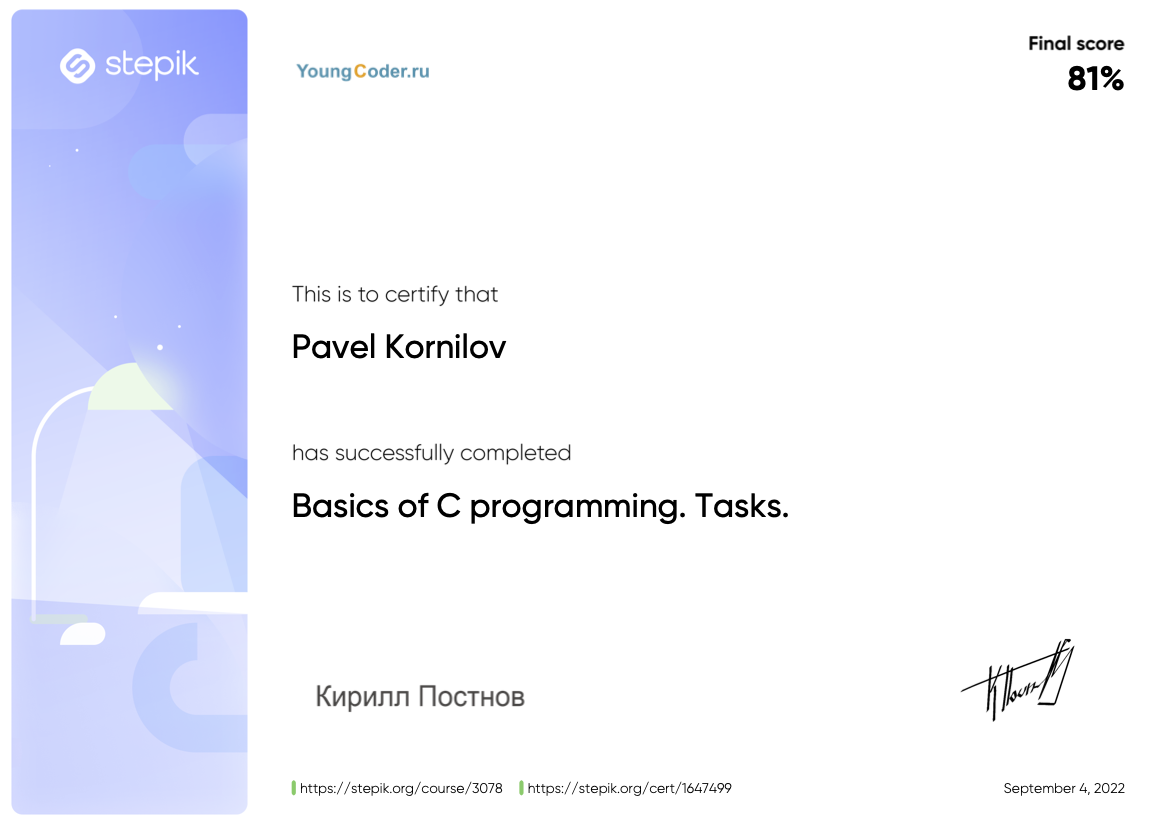 stepik
YoungCoder.ru
Final score
81%
This is to certify that
Pavel Kornilov
has successfully completed
Basics of C programming. Tasks.
Кирилл Постнов
https://stepik.org/course/3078 https://stepik.org/cert/1647499
September 4, 2022